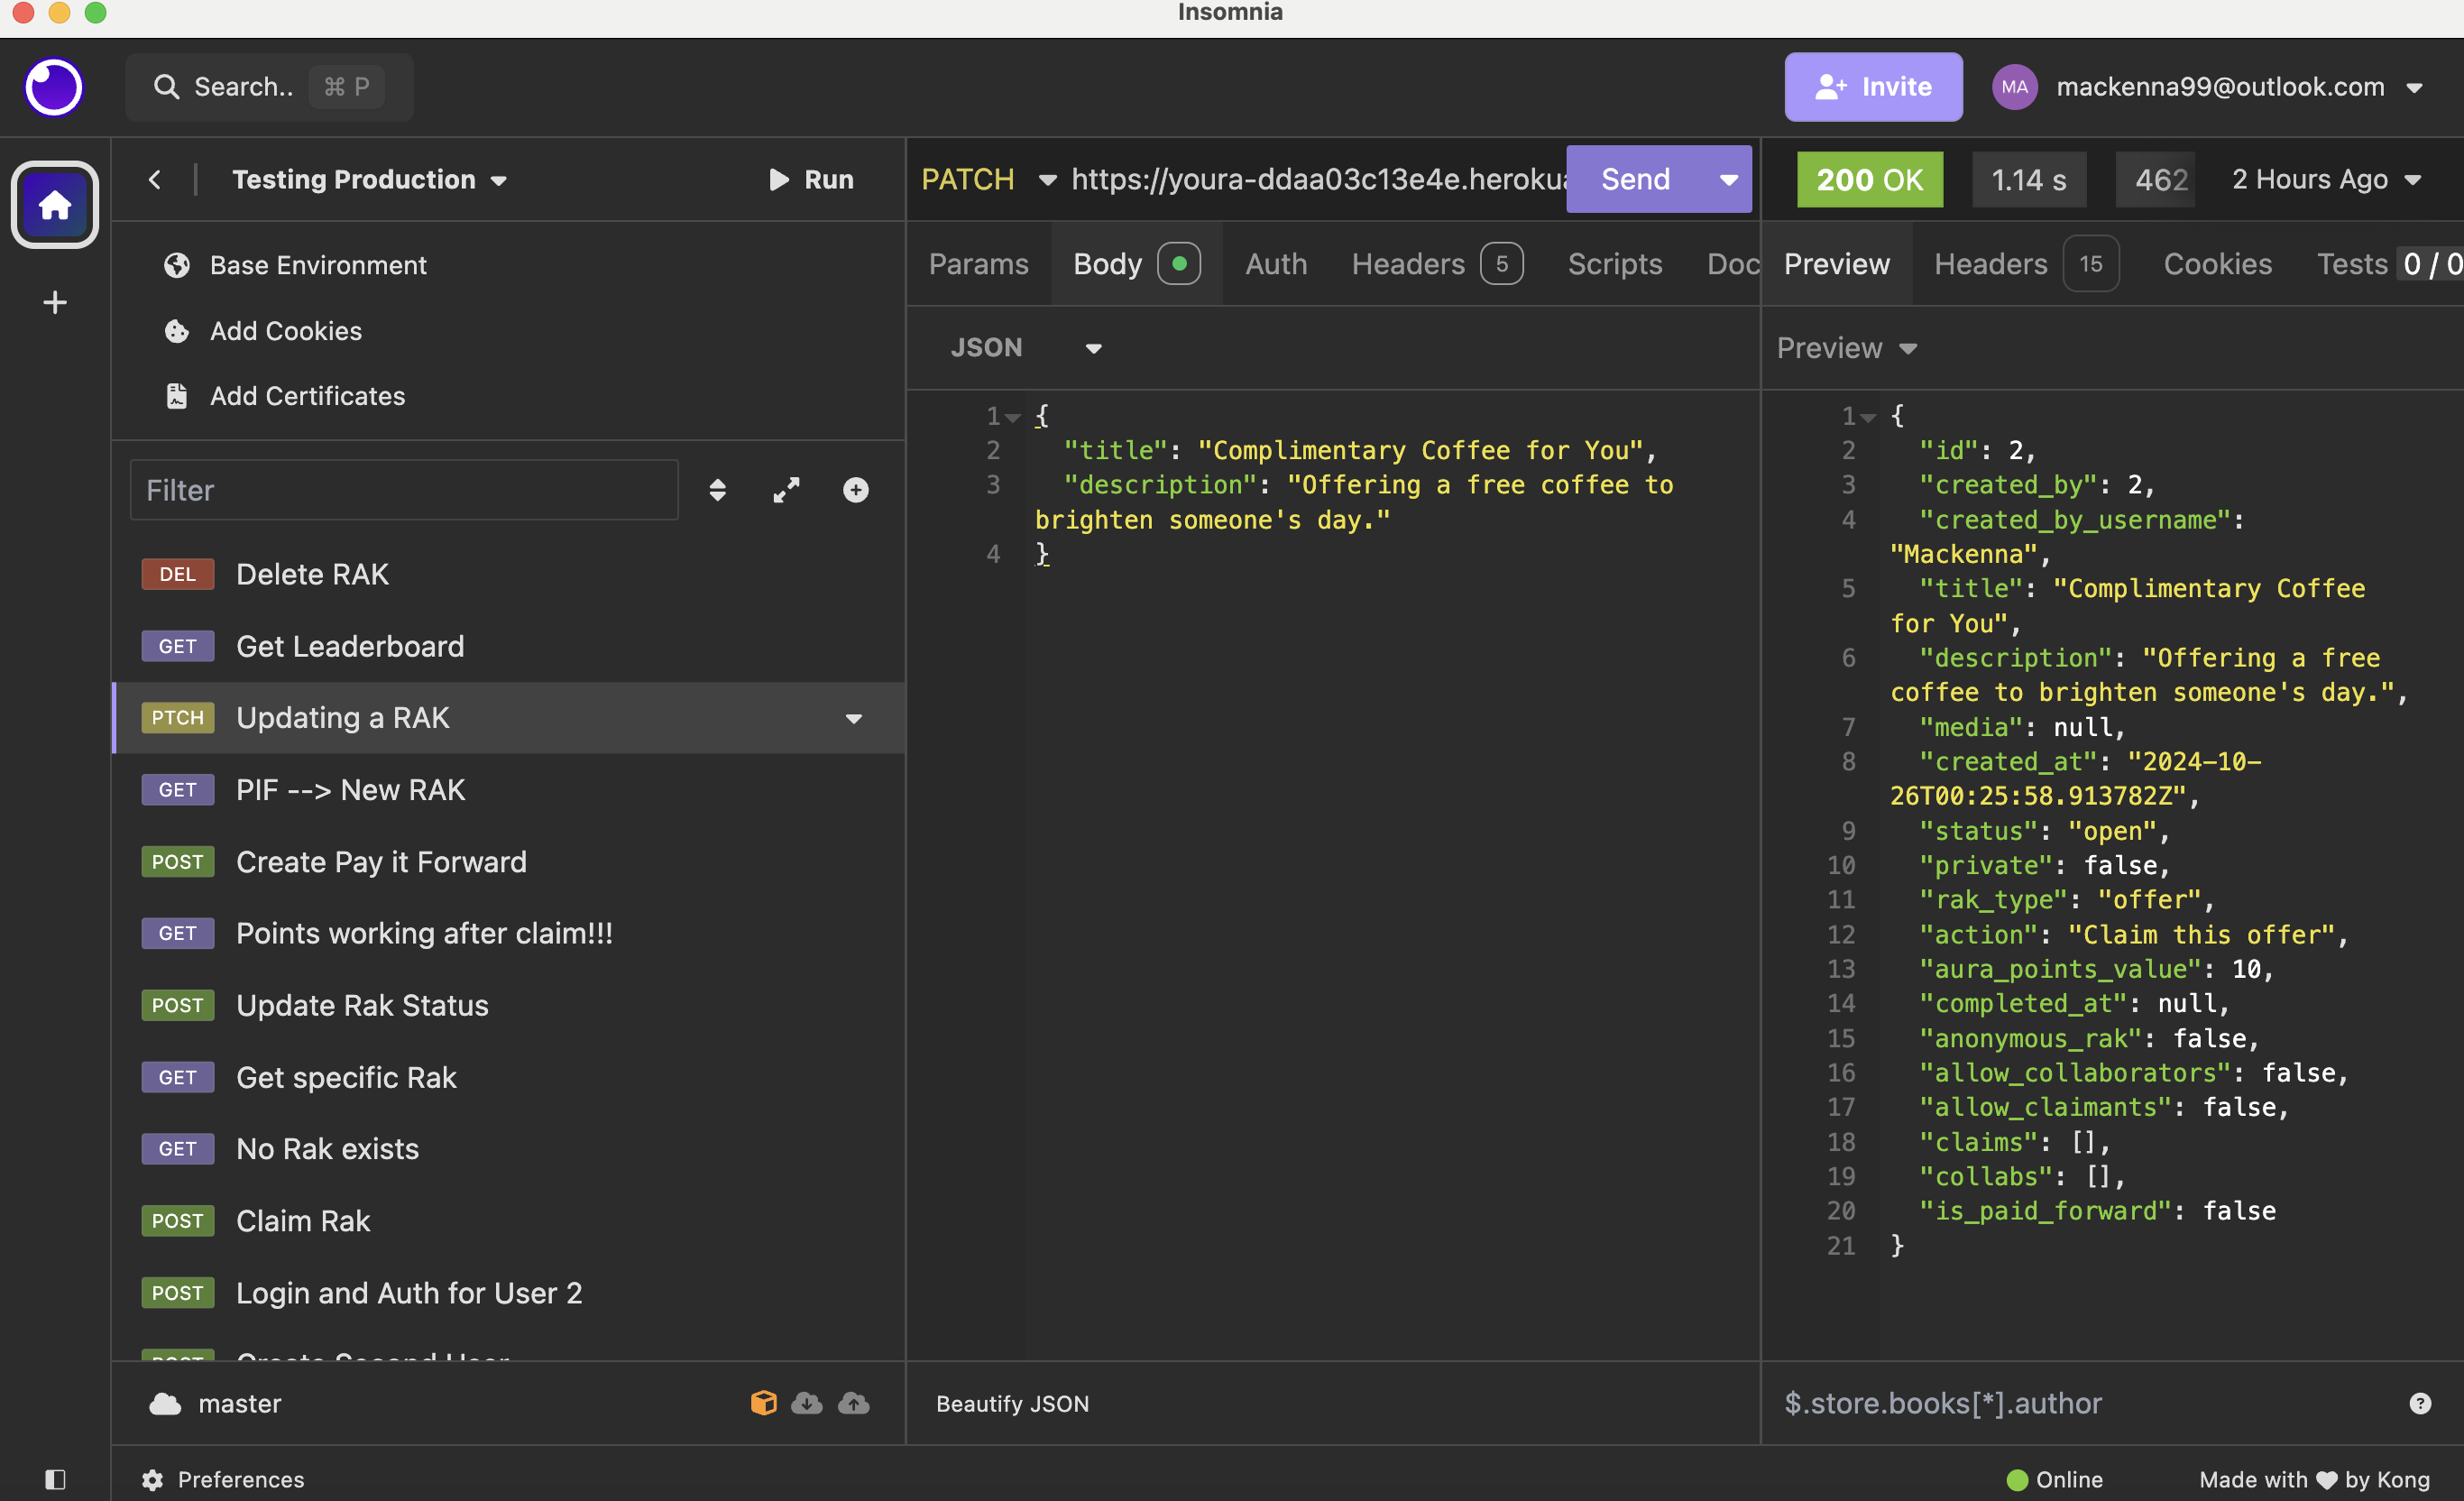 Insomnia
Search.. ⌘ P
Invite
MA
mackenna99@outlook.com
Testing Production
Run
Base Environment
Add Cookies
Add Certificates
Filter
DEL Delete RAK
GET Get Leaderboard
PTCH Updating a RAK
GET PIF --> New RAK
POST Create Pay it Forward
GET Points working after claim!!!
POST Update Rak Status
GET Get specific Rak
GET No Rak exists
POST Claim Rak
POST Login and Auth for User 2
master
Preferences
PATCH https://youra-ddaa03c13e4e.heroku
Send
Params
Body
Auth
Headers 5
Scripts
Doc
JSON
1 {
2 "title": "Complimentary Coffee for You",
3 "description": "Offering a free coffee to
brighten someone's day."
4 }
Beautify JSON
200 OK
1.14 s
462
2 Hours Ago
Preview
Headers 15
Cookies
Tests 0 / 0
Preview
1 {
2 "id": 2,
3 "created_by": 2,
4 "created_by_username":
"Mackenna",
5 "title": "Complimentary Coffee
for You",
6 "description": "Offering a free
coffee to brighten someone's day.",
7 "media": null,
8 "created_at": "2024-10-
26T00:25:58.913782Z",
9 "status": "open",
10 "private": false,
11 "rak_type": "offer",
12 "action": "Claim this offer",
13 "aura_points_value": 10,
14 "completed_at": null,
15 "anonymous_rak": false,
16 "allow_collaborators": false,
17 "allow_claimants": false,
18 "claims": [],
19 "collabs": [],
20 "is_paid_forward": false
21 }
$.store.books[*].author
Online
Made with ♥ by Kong